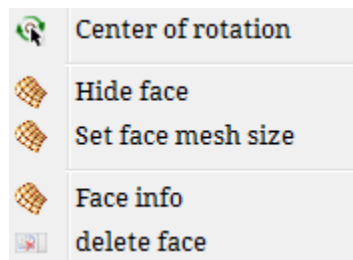 Center of rotation
Hide face
Set face mesh size
Face info
delete face